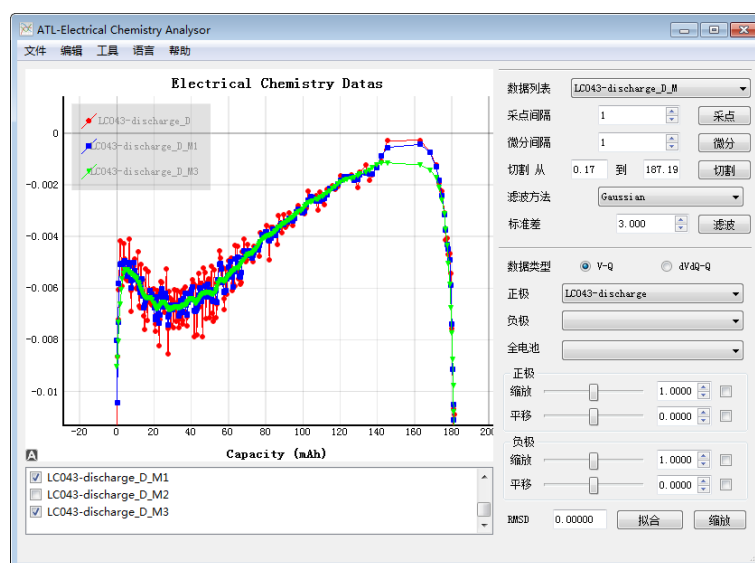 ATL-Electrical Chemistry Analysor
文件 编辑 工具 语言 帮助
Electrical Chemistry Datas
LC043-discharge_D
LC043-discharge_D_M1
LC043-discharge_D_M3
0
-0.002
-0.004
-0.006
-0.008
-0.01
-20 0 20 40 60 80 100 120 140 160 180 200
Capacity (mAh)
A
LC043-discharge_D_M1
LC043-discharge_D_M2
LC043-discharge_D_M3
数据列表 LC043-discharge_D_M
采点间隔 1 采点
微分间隔 1 微分
切割 从 0.17 到 187.19 切割
滤波方法 Gaussian
标准差 3.000 滤波
数据类型 V-Q dVdQ-Q
正极 LC043-discharge
负极
全电池
正极
缩放 1.0000
平移 0.0000
负极
缩放 1.0000
平移 0.0000
RMSD 0.00000 拟合 缩放